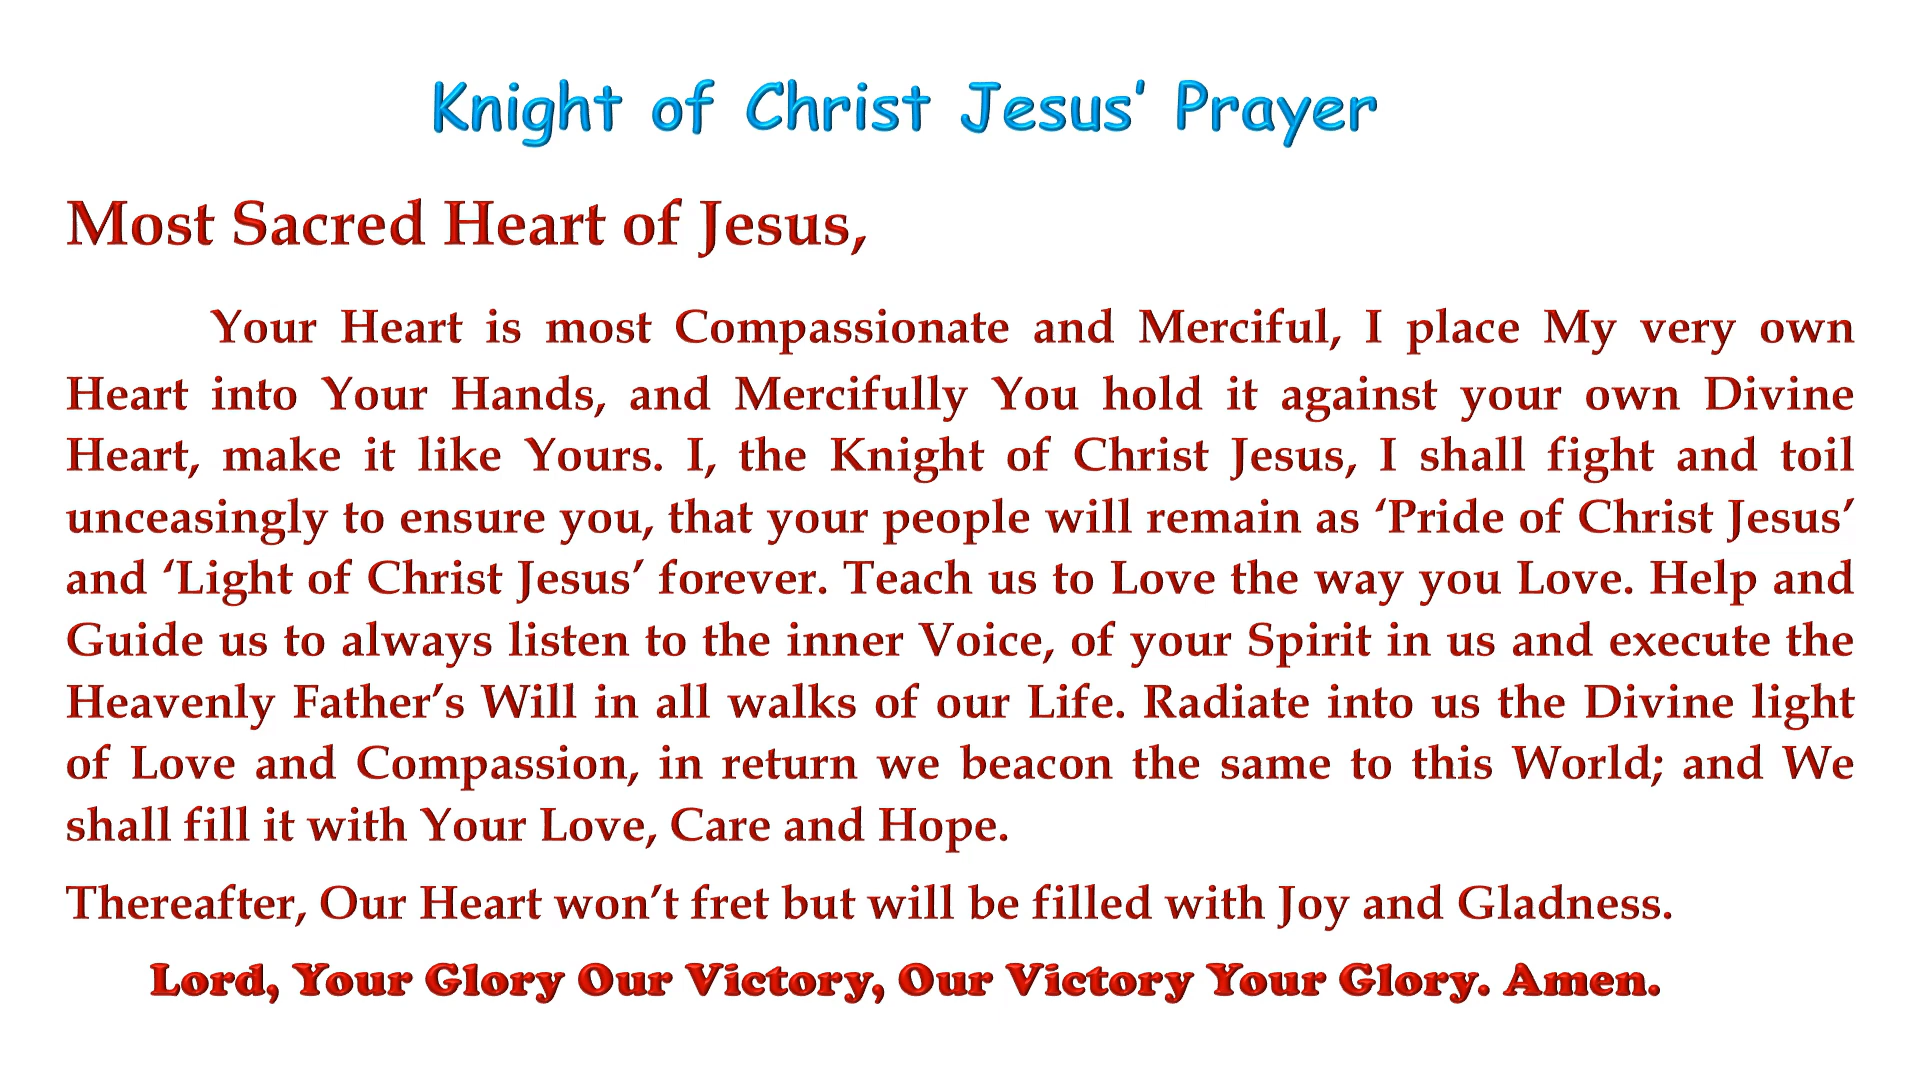 Knight of Christ Jesus’ Prayer
Most Sacred Heart of Jesus,
Your Heart is most Compassionate and Merciful, I place My very own
Heart into Your Hands, and Mercifully You hold it against your own Divine
Heart, make it like Yours. I, the Knight of Christ Jesus, I shall fight and toil
unceasingly to ensure you, that your people will remain as ‘Pride of Christ Jesus’
and ‘Light of Christ Jesus’ forever. Teach us to Love the way you Love. Help and
Guide us to always listen to the inner Voice, of your Spirit in us and execute the
Heavenly Father’s Will in all walks of our Life. Radiate into us the Divine light
of Love and Compassion, in return we beacon the same to this World; and We
shall fill it with Your Love, Care and Hope.
Thereafter, Our Heart won’t fret but will be filled with Joy and Gladness.
Lord, Your Glory Our Victory, Our Victory Your Glory. Amen.